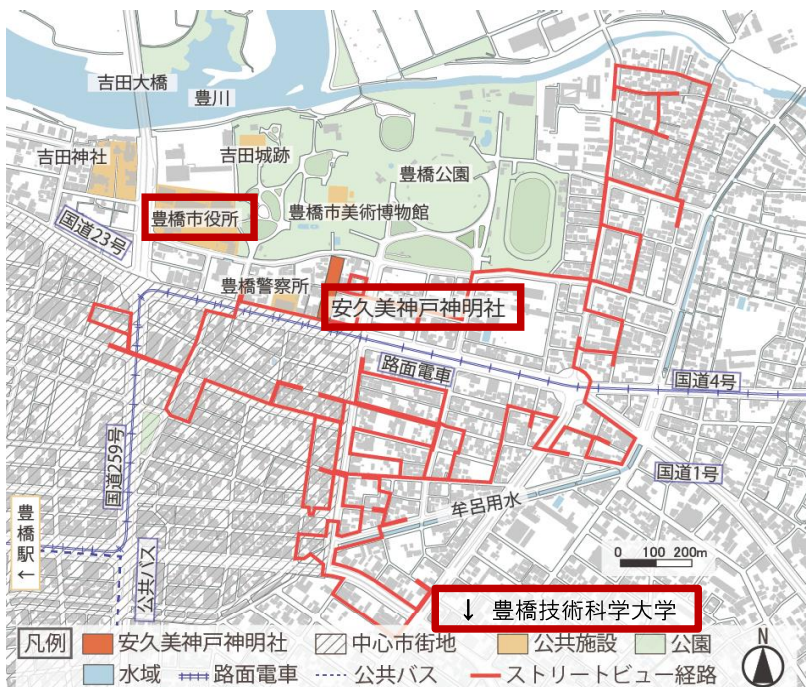 吉田大橋
豊川
吉田神社
吉田城跡
豊橋公園
豊橋市役所
豊橋市美術博物館
国道23号
豊橋警察所
安久美神戸神明社
路面電車
国道4号
国道259号
国道1号
牟呂用水
豊橋駅←
公共バス
0 100 200m
↓ 豊橋技術科学大学
凡例 安久美神戸神明社 中心市街地 公共施設 公園
水域 路面電車 公共バス ストリートビュー経路
N